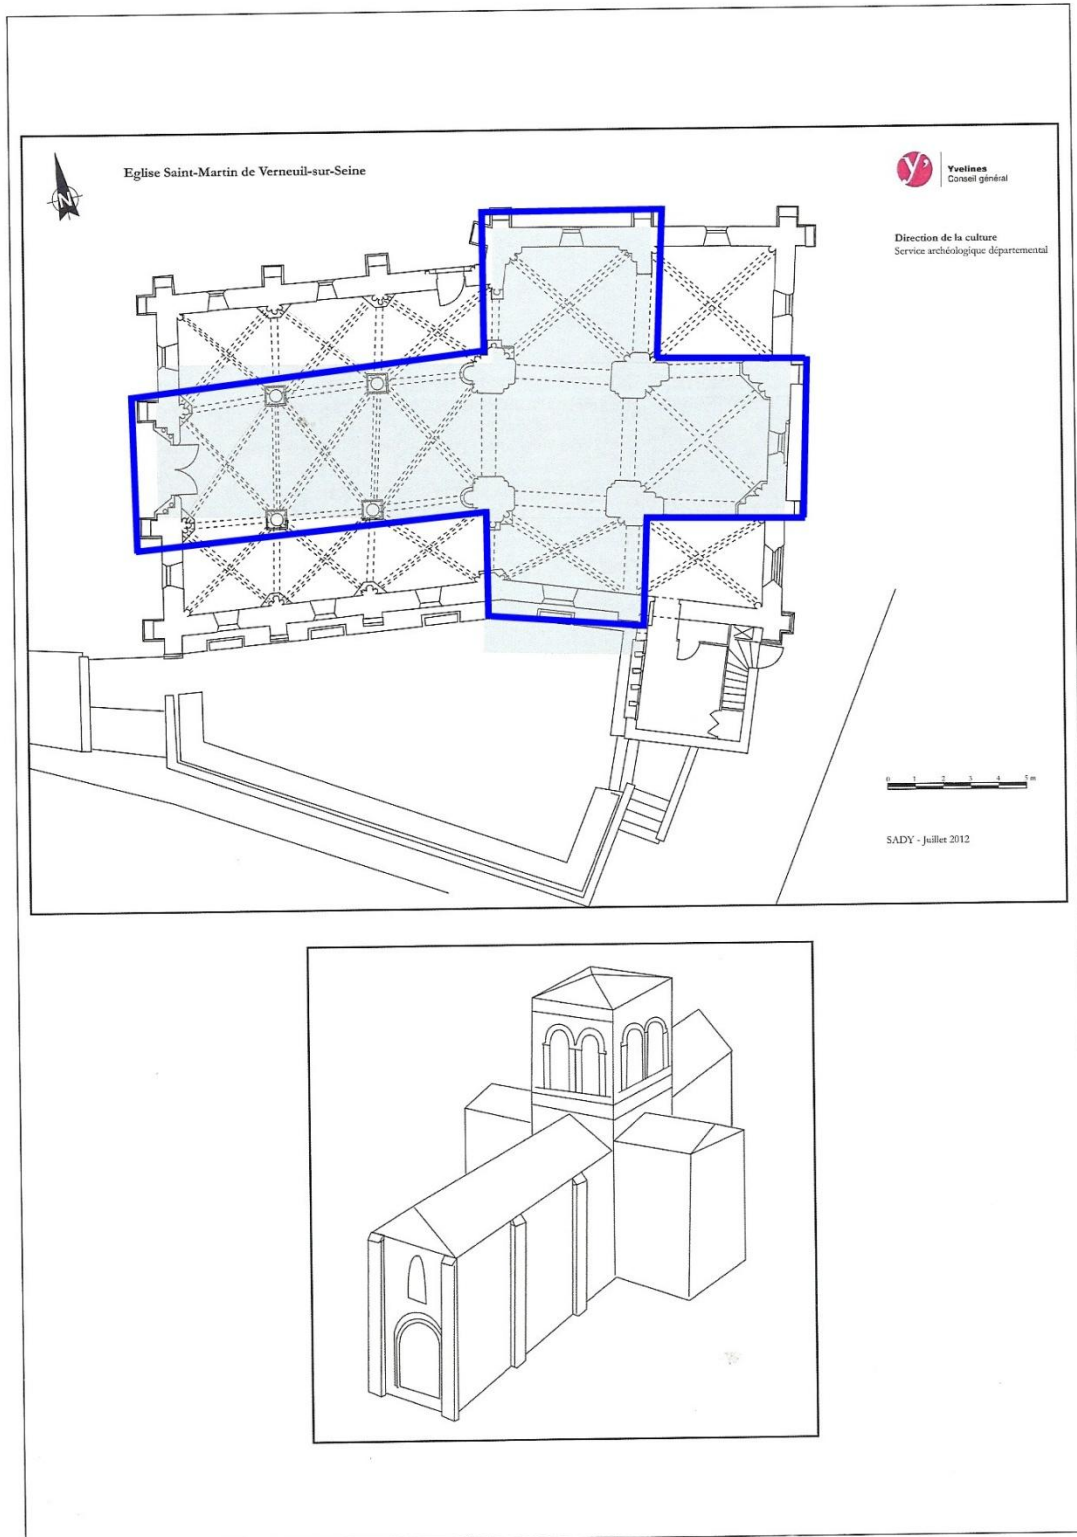 Eglise Saint-Martin de Verneuil-sur-Seine
N
y'
Yvelines
Conseil général
Direction de la culture
Service archéologique départemental
0 1 2 3 4 5 m
SADY - Juillet 2012